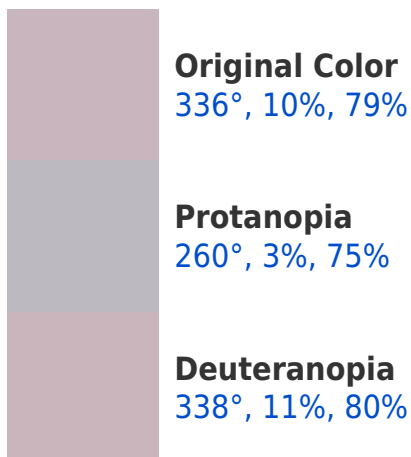 Original Color
336°, 10%, 79%
Protanopia
260°, 3%, 75%
Deuteranopia
338°, 11%, 80%